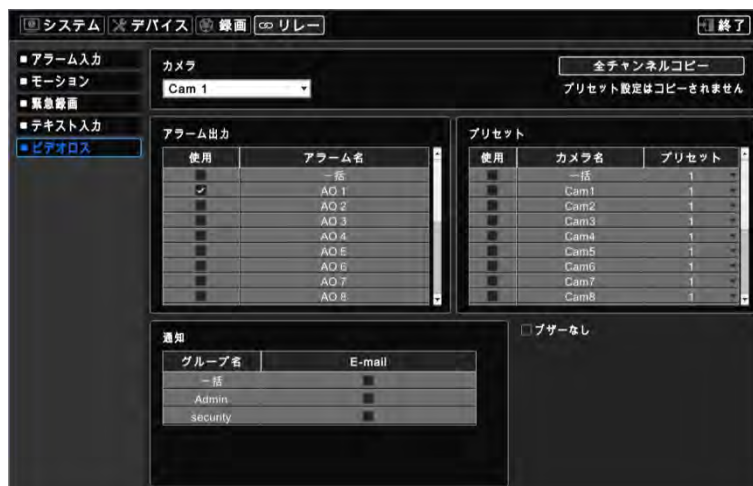 システム デバイス 録画 リレー 終了
アラーム入力
モーション
緊急録画
テキスト入力
ビデオロス
カメラ
Cam 1
全チャンネルコピー
プリセット設定はコピーされません
アラーム出力
使用 アラーム名
一括
AO 1
AO 2
AO 3
AO 4
AO 5
AO 6
AO 7
AO 8
プリセット
使用 カメラ名 プリセット
一括 1
Cam1 1
Cam2 1
Cam3 1
Cam4 1
Cam5 1
Cam6 1
Cam7 1
Cam8 1
通知
グループ名 E-mail
一括
Admin
security
ブザーなし